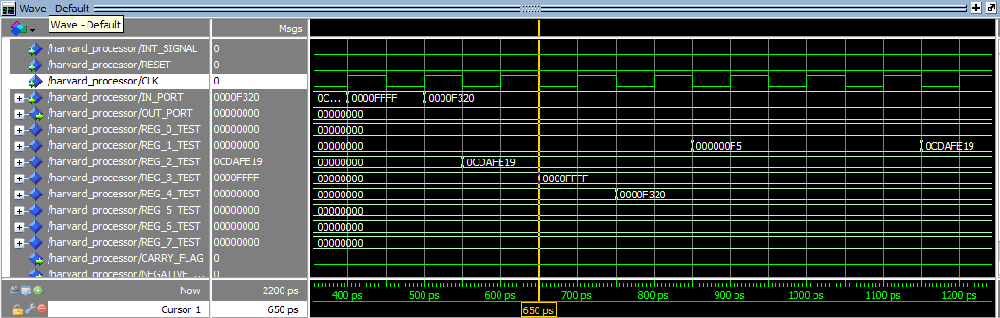 Wave - Default
Wave - Default
Msgs
/harvard_processor/INT_SIGNAL 0
/harvard_processor/RESET 0
/harvard_processor/CLK 0
/harvard_processor/IN_PORT 0000F320 0C... 0000FFFF 0000F320
/harvard_processor/OUT_PORT 00000000 00000000
/harvard_processor/REG_0_TEST 00000000 00000000
/harvard_processor/REG_1_TEST 00000000 00000000 000000F5 0CDAFE19
/harvard_processor/REG_2_TEST 0CDAFE19 00000000 0CDAFE19
/harvard_processor/REG_3_TEST 0000FFFF 00000000 0000FFFF
/harvard_processor/REG_4_TEST 00000000 00000000 0000F320
/harvard_processor/REG_5_TEST 00000000 00000000
/harvard_processor/REG_6_TEST 00000000 00000000
/harvard_processor/REG_7_TEST 00000000 00000000
/harvard_processor/CARRY_FLAG 0
/harvard_processor/NEGATIVE_... 0
Now 2200 ps 400 ps 500 ps 600 ps 700 ps 800 ps 900 ps 1000 ps 1100 ps 1200 ps
Cursor 1 650 ps 650 ps